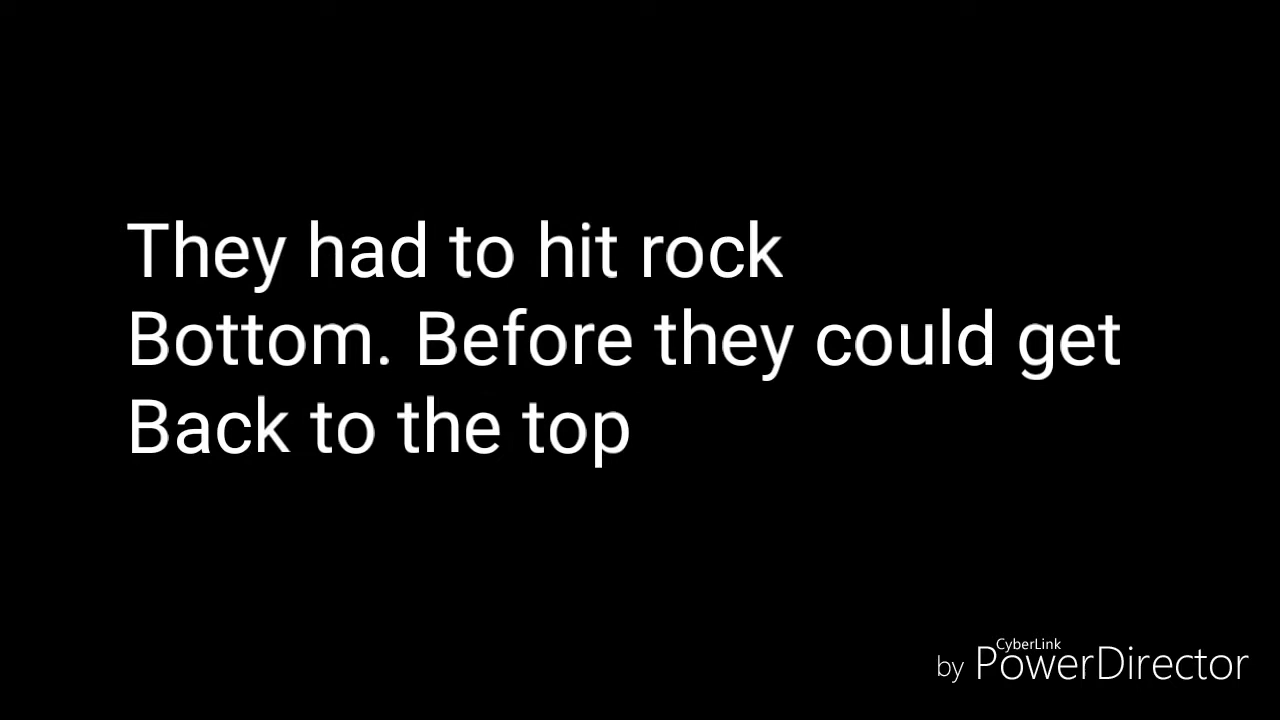 They had to hit rock
Bottom. Before they could get
Back to the top
CyberLink
by PowerDirector